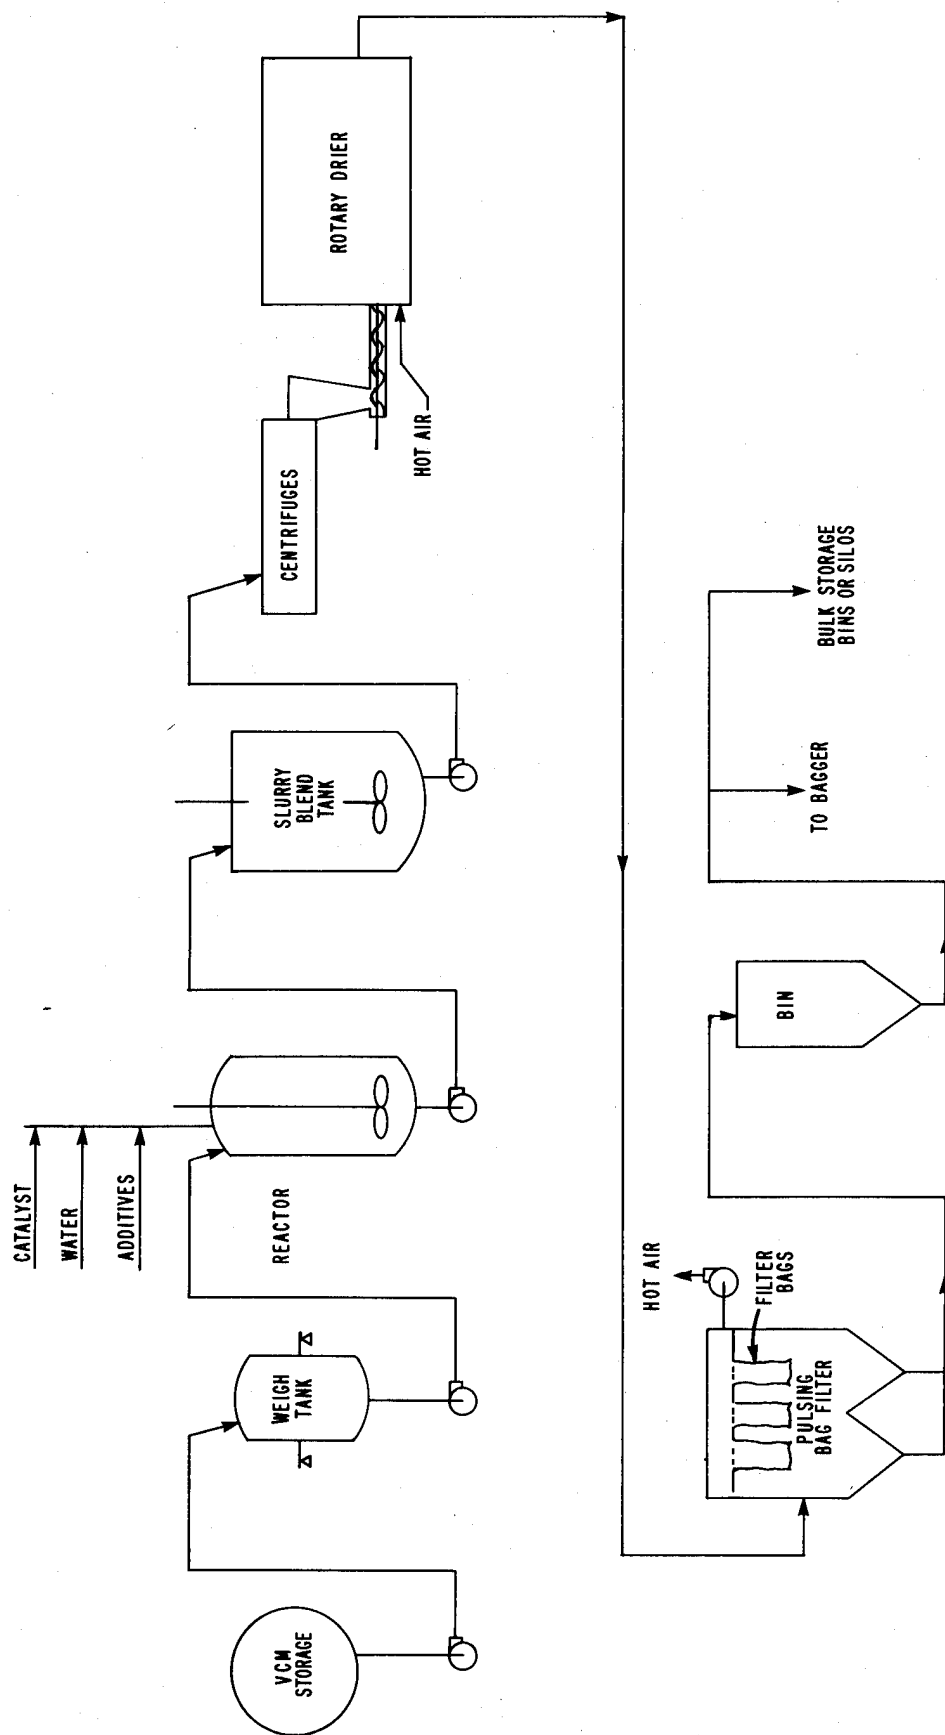 CATALYST
WATER
ADDITIVES
VCM
STORAGE
WEIGH
TANK
REACTOR
SLURRY
BLEND
TANK
CENTRIFUGES
HOT AIR
ROTARY DRIER
HOT AIR
FILTER
BAGS
PULSING
BAG FILTER
BIN
TO BAGGER
BULK STORAGE
BINS OR SILOS